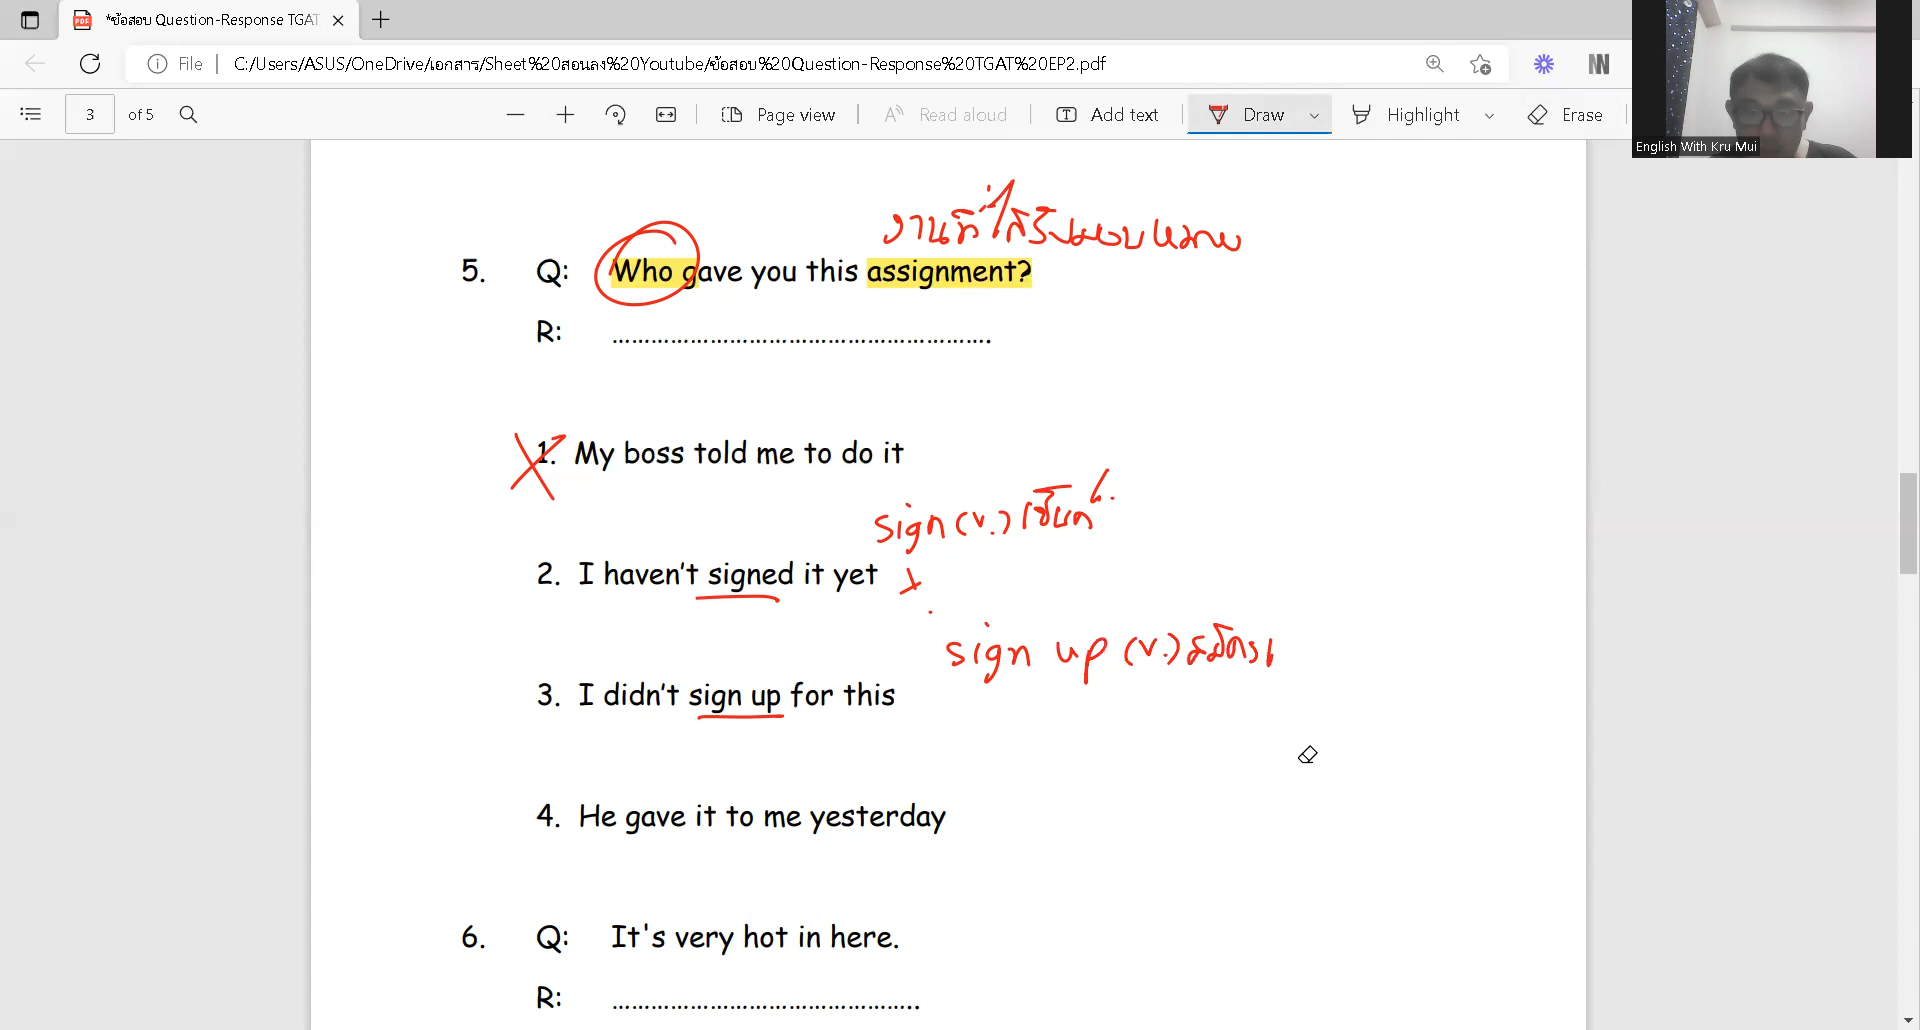 *ข้อสอบ Question-Response TGAT
File
C:/Users/ASUS/OneDrive/เอกสาร/Sheet%20สอนลง%20Youtube/ข้อสอบ%20Question-Response%20TGAT%20EP2.pdf
3 of 5
Page view
Read aloud
Add text
Draw
Highlight
Erase
English With Kru Mui
งานที่ได้รับมอบหมาย
5. Q: Who gave you this assignment?
R: ..........................................................
1. My boss told me to do it
sign (v.) เซ็นต์
2. I haven't signed it yet
sign up (v.) สมัคร
3. I didn't sign up for this
4. He gave it to me yesterday
6. Q: It's very hot in here.
R: ...............................................